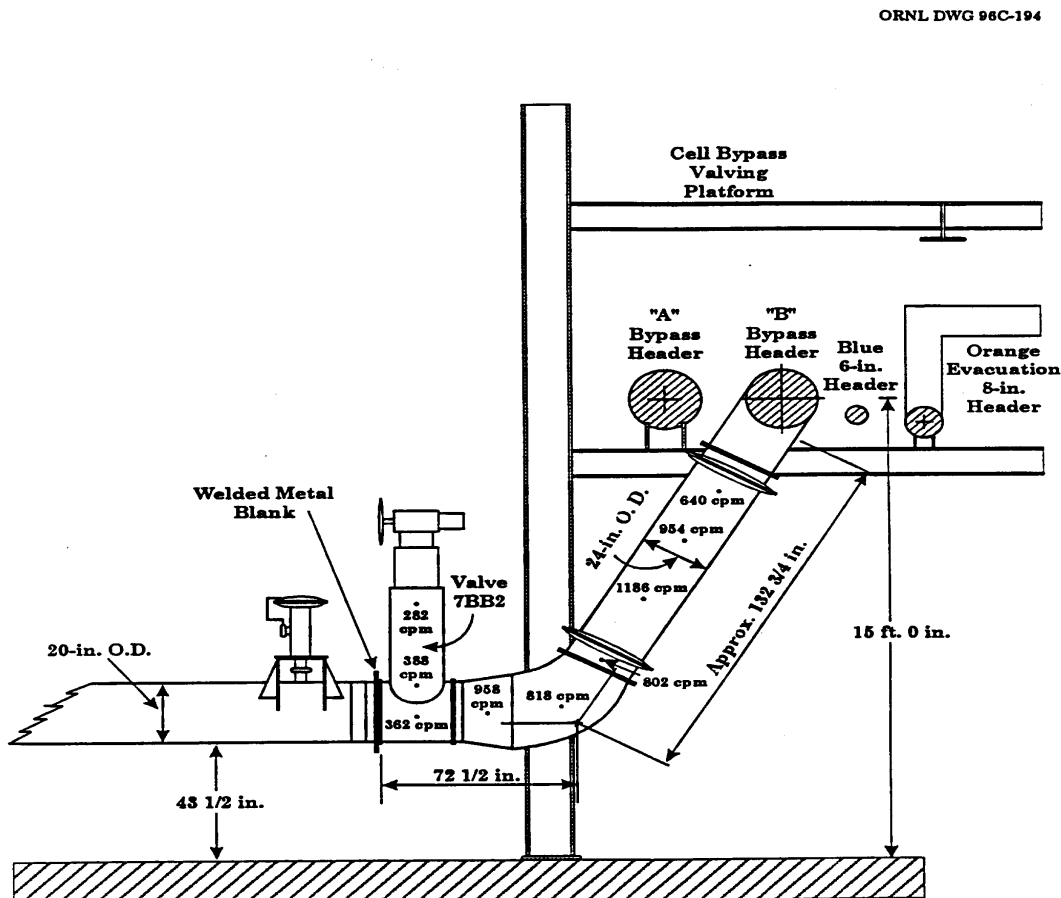 ORNL DWG 96C-194
Cell Bypass
Valving
Platform
"A"
Bypass
Header
"B"
Bypass
Header
Blue
6-in.
Header
Orange
Evacuation
8-in.
Header
Welded Metal
Blank
Valve
7BB2
640 cpm
954 cpm
24-in. O. D.
1186 cpm
Approx. 132 3/4 in.
15 ft. 0 in.
282
cpm
388
cpm
20-in. O.D.
958
cpm
818 cpm
802 cpm
362 cpm
72 1/2 in.
43 1/2 in.